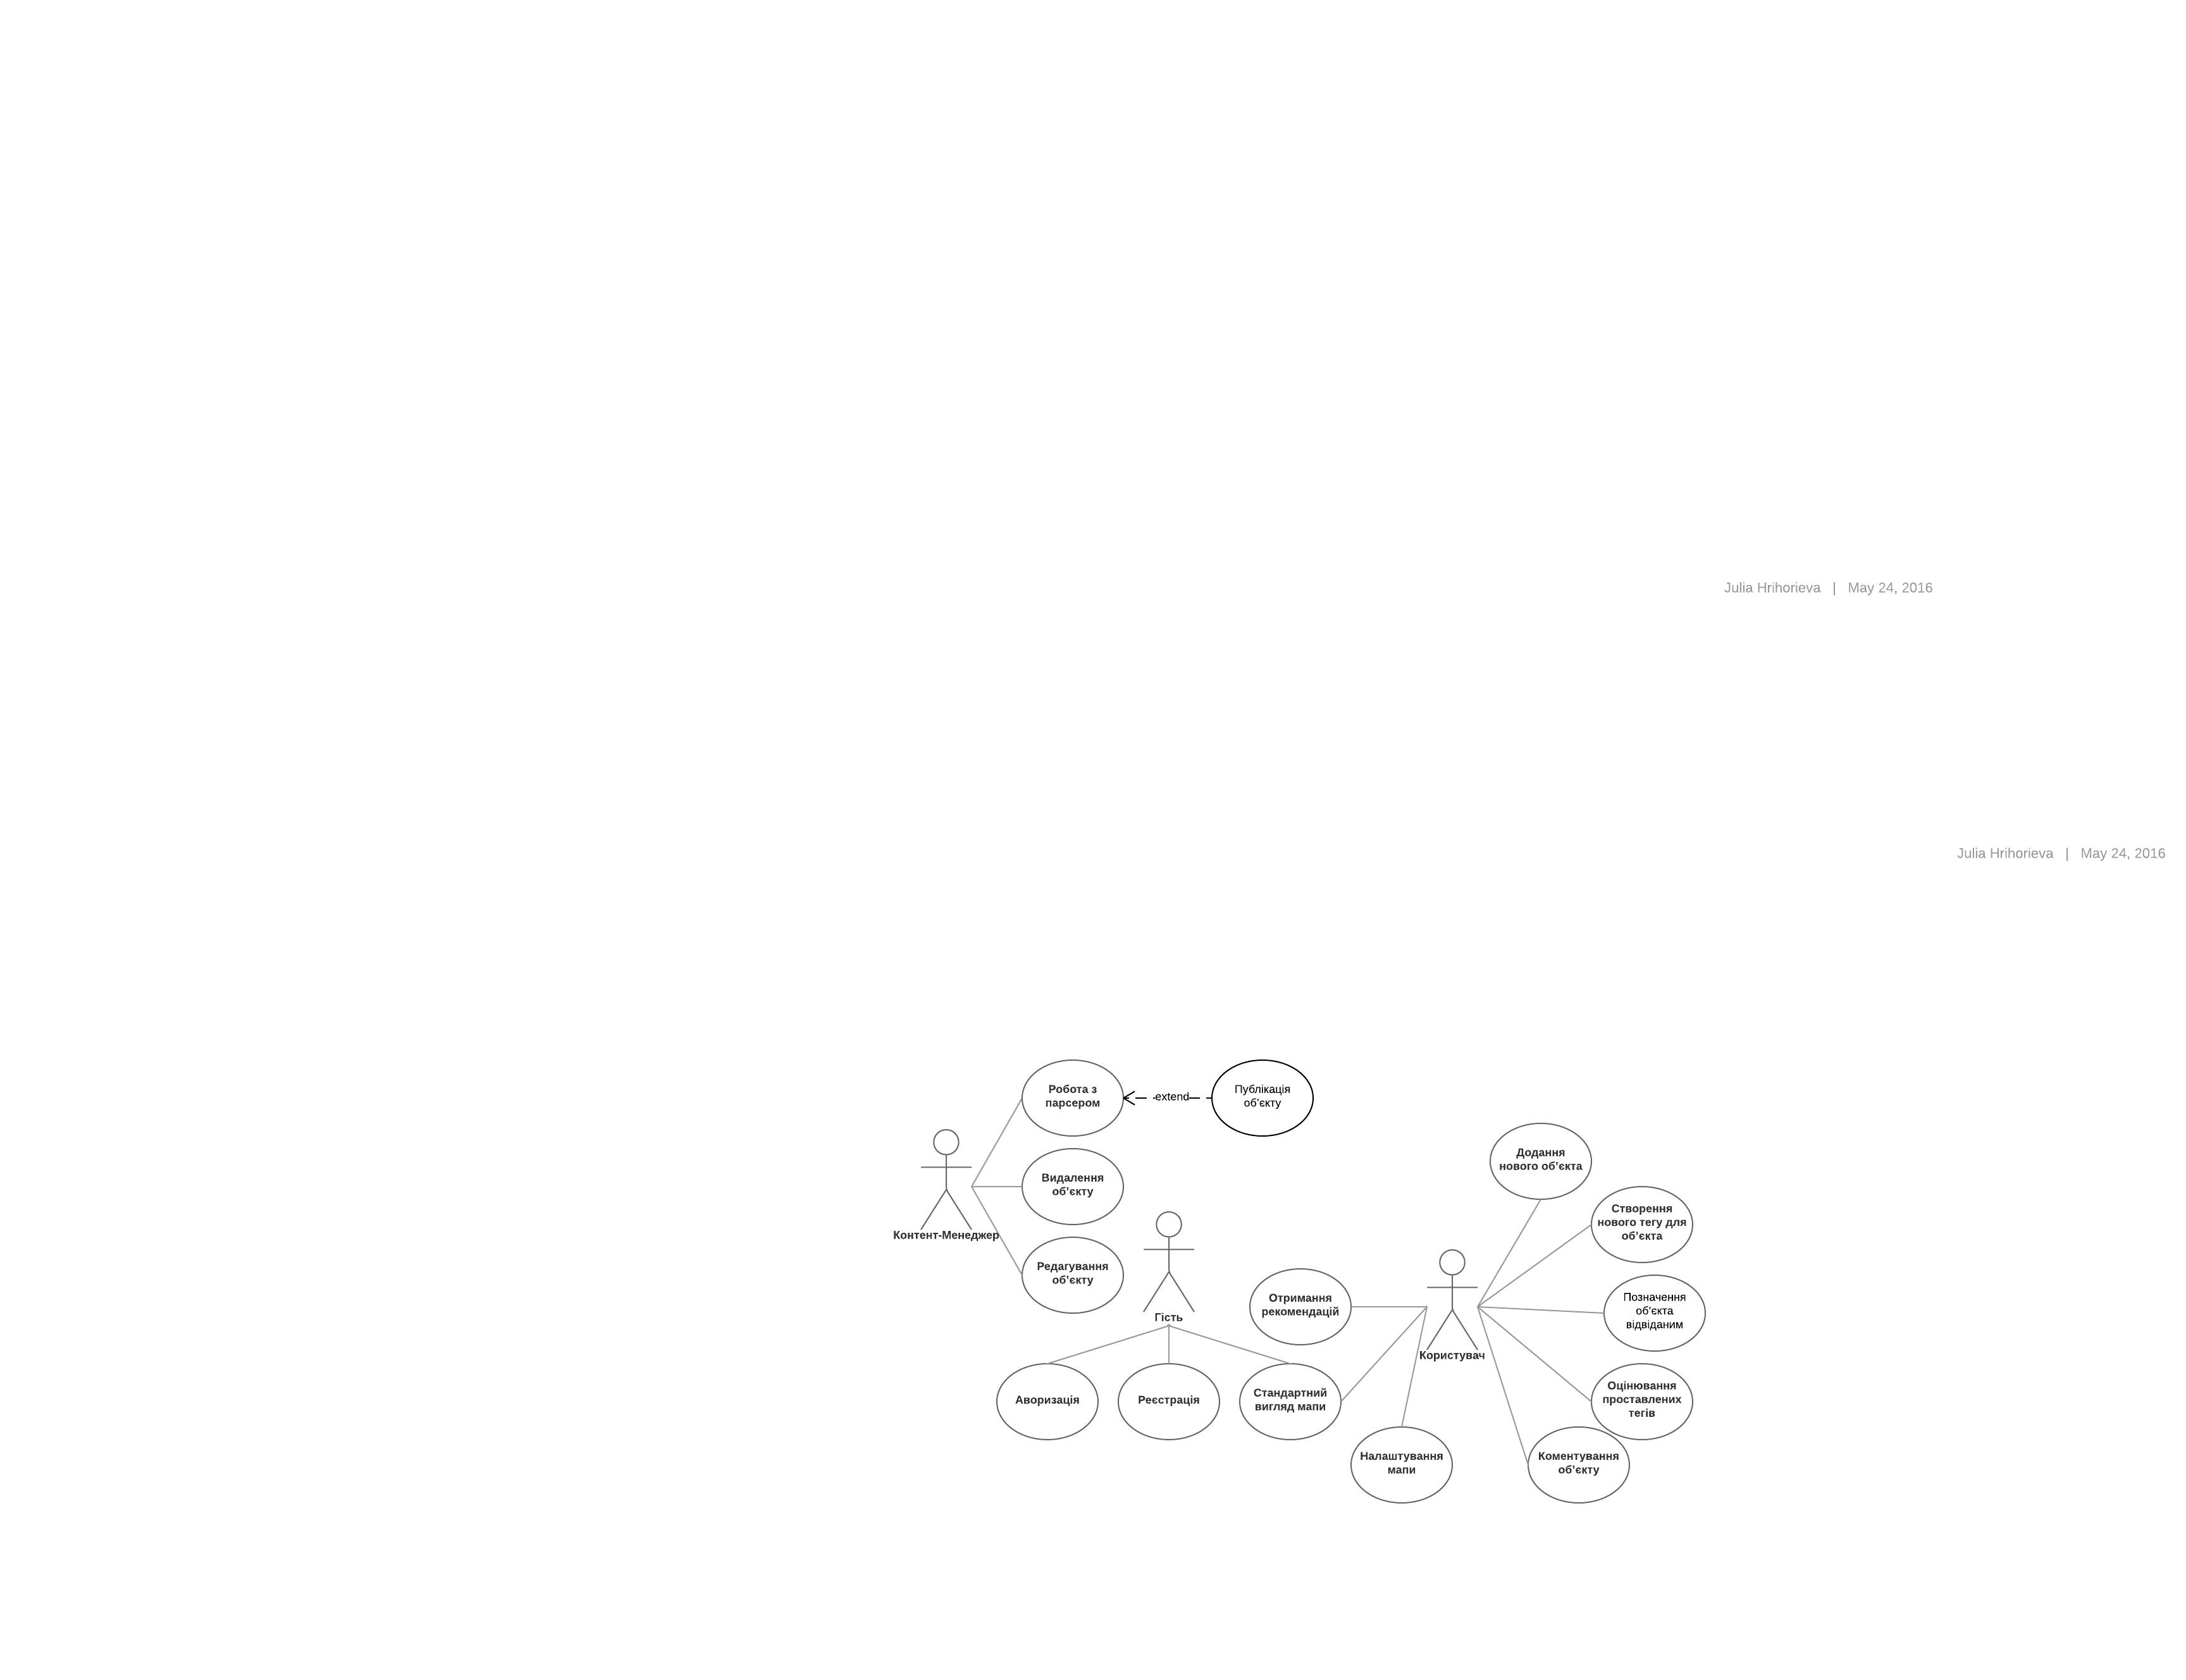 Julia Hrihorieva | May 24, 2016
Julia Hrihorieva | May 24, 2016
Робота з
парсером
extend
Публікація
об'єкту
Видалення
об'єкту
Контент-Менеджер
Редагування
об'єкту
Гість
Аворизація
Реєстрація
Стандартний
вигляд мапи
Отримання
рекомендацій
Користувач
Додання
нового об'єкта
Створення
нового тегу для
об'єкта
Позначення
об'єкта
відвіданим
Оцінювання
проставлених
тегів
Налаштування
мапи
Коментування
об'єкту